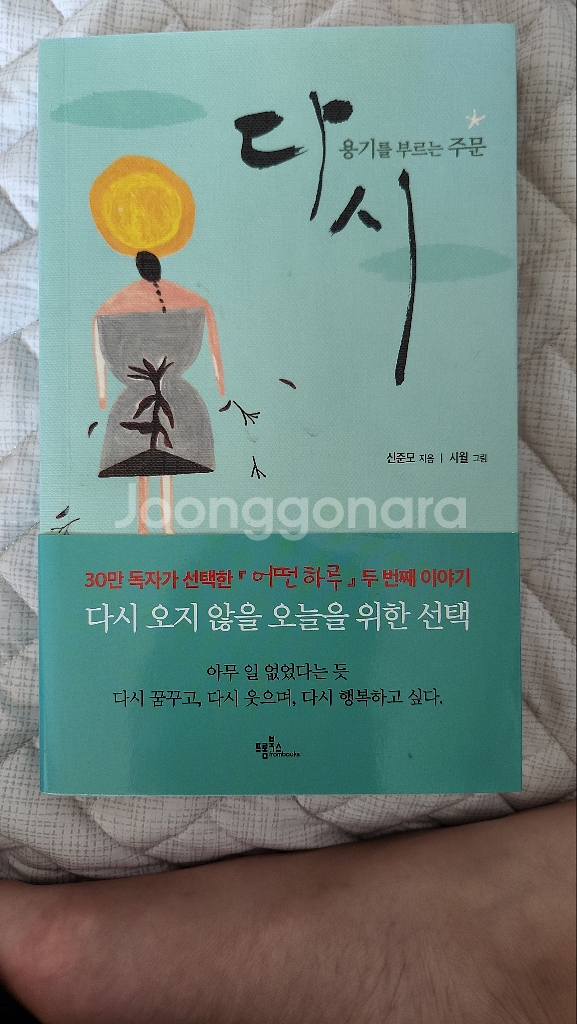 다시
용기를 부르는 주문
신준모 지음 | 시월 그림
Joonggonara
30만 독자가 선택한 『어떤 하루』 두 번째 이야기
다시 오지 않을 오늘을 위한 선택
아무 일 없었다는 듯
다시 꿈꾸고, 다시 웃으며, 다시 행복하고 싶다.
프롬북스
frombooks